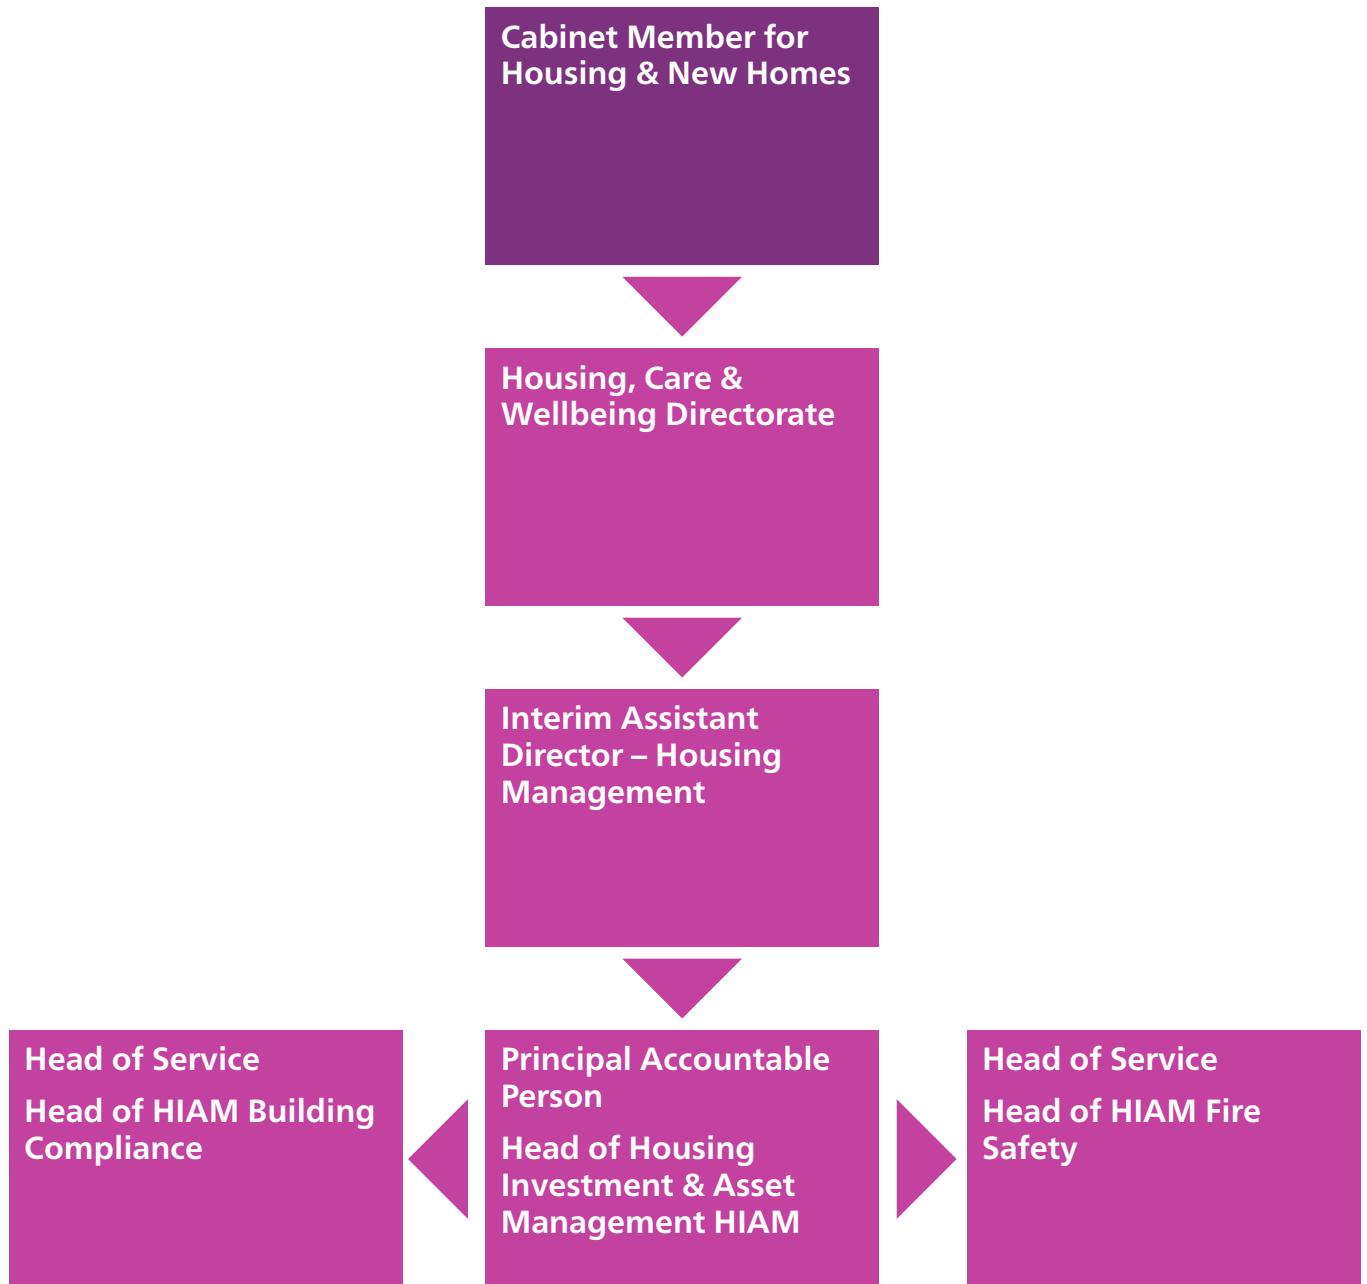 Cabinet Member for
Housing & New Homes
Housing, Care &
Wellbeing Directorate
Interim Assistant
Director – Housing
Management
Head of Service
Head of HIAM Building
Compliance
Principal Accountable
Person
Head of Housing
Investment & Asset
Management HIAM
Head of Service
Head of HIAM Fire
Safety